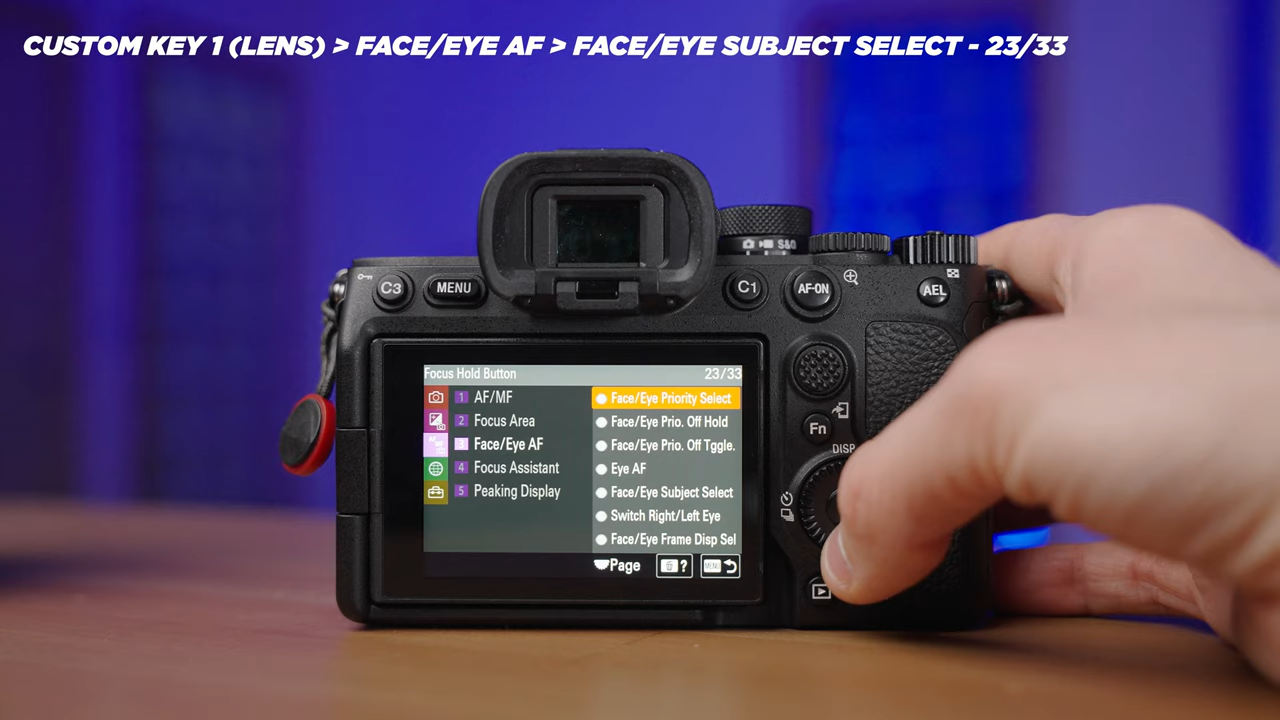 CUSTOM KEY 1 (LENS) > FACE/EYE AF > FACE/EYE SUBJECT SELECT - 23/33
S&Q
C3
MENU
C1
AF-ON
AEL
Focus Hold Button 23/33
1 AF/MF
2 Focus Area
3 Face/Eye AF
4 Focus Assistant
5 Peaking Display
Face/Eye Priority Select
Face/Eye Prio. Off Hold
Face/Eye Prio. Off Tggle.
Eye AF
Face/Eye Subject Select
Switch Right/Left Eye
Face/Eye Frame Disp Sel
Page ? MENU
Fn
DISP